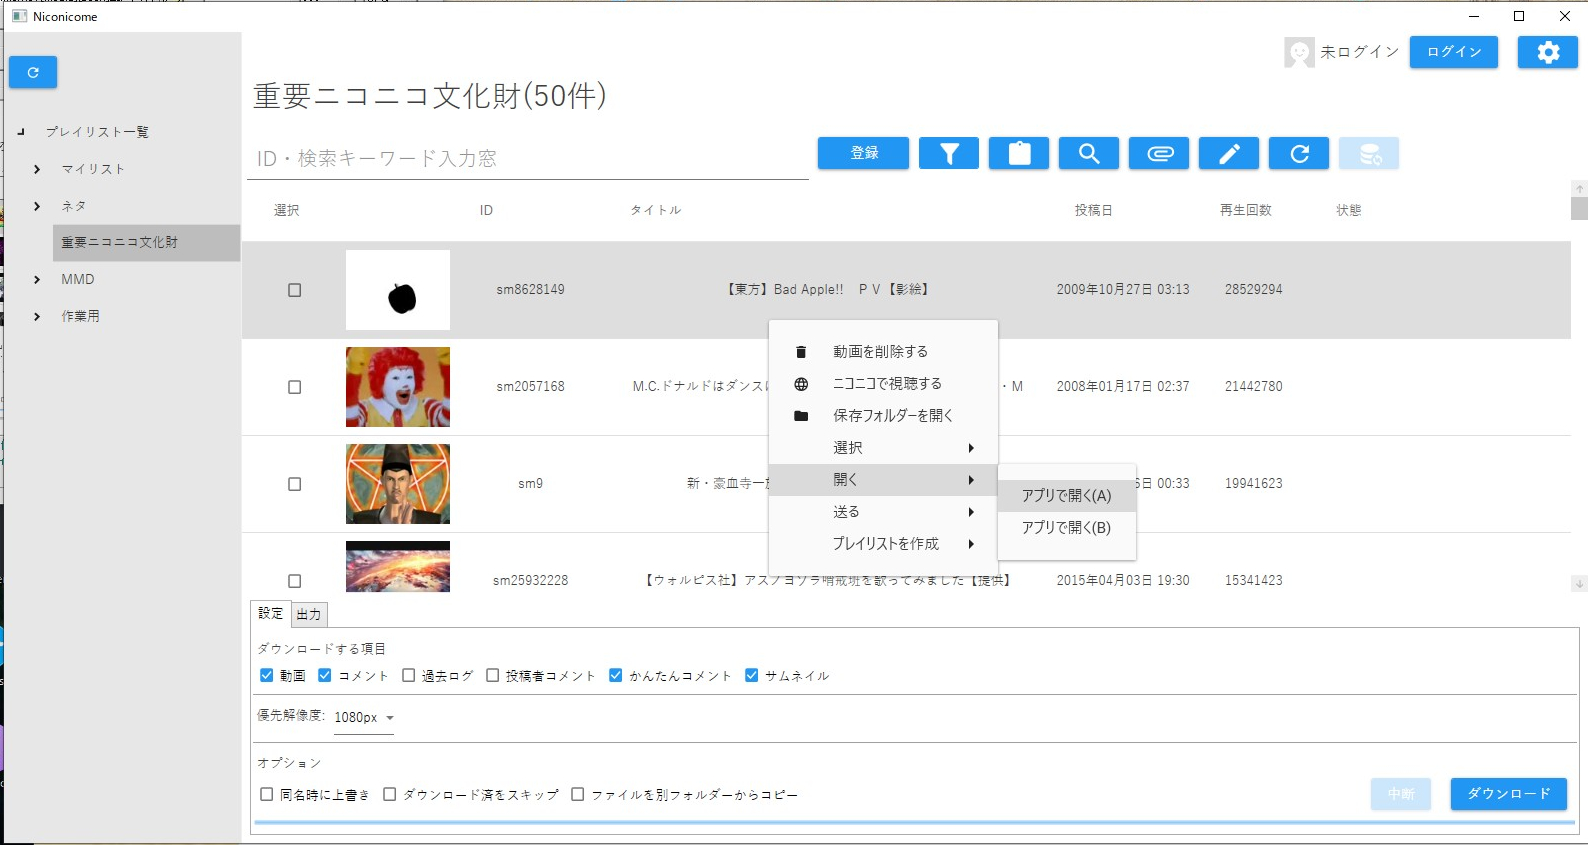 Niconicome
未ログイン
ログイン
重要ニコニコ文化財(50件)
プレイリスト一覧
マイリスト
ネタ
重要ニコニコ文化財
MMD
作業用
ID・検索キーワード入力窓
登録
選択 ID タイトル 投稿日 再生回数 状態
sm8628149 【東方】Bad Apple!! ＰＶ【影絵】 2009年10月27日 03:13 28529294
sm2057168 M.C.ドナルドはダンスに ・M 2008年01月17日 02:37 21442780
sm9 新・豪血寺一族 日 00:33 19941623
sm25932228 【ウォルピス社】アスノヨゾラ哨戒班を歌ってみました【提供】 2015年04月03日 19:30 15341423
動画を削除する
ニコニコで視聴する
保存フォルダーを開く
選択
開く
送る
プレイリストを作成
アプリで開く(A)
アプリで開く(B)
設定 出力
ダウンロードする項目
動画 コメント 過去ログ 投稿者コメント かんたんコメント サムネイル
優先解像度: 1080px
オプション
同名時に上書き ダウンロード済をスキップ ファイルを別フォルダーからコピー
中断 ダウンロード